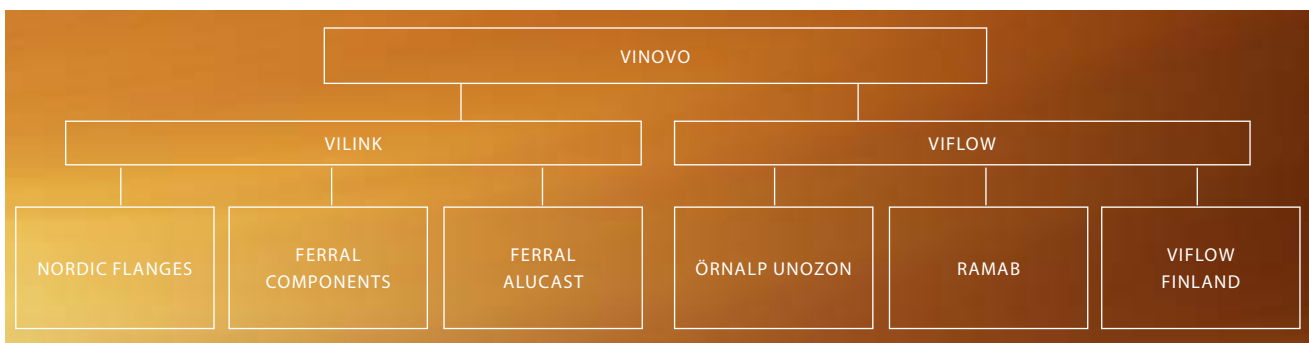 VINOVO
VILINK
VIFLOW
NORDIC FLANGES
FERRAL
COMPONENTS
FERRAL
ALUCAST
ÖRNALP UNOZON
RAMAB
VIFLOW
FINLAND